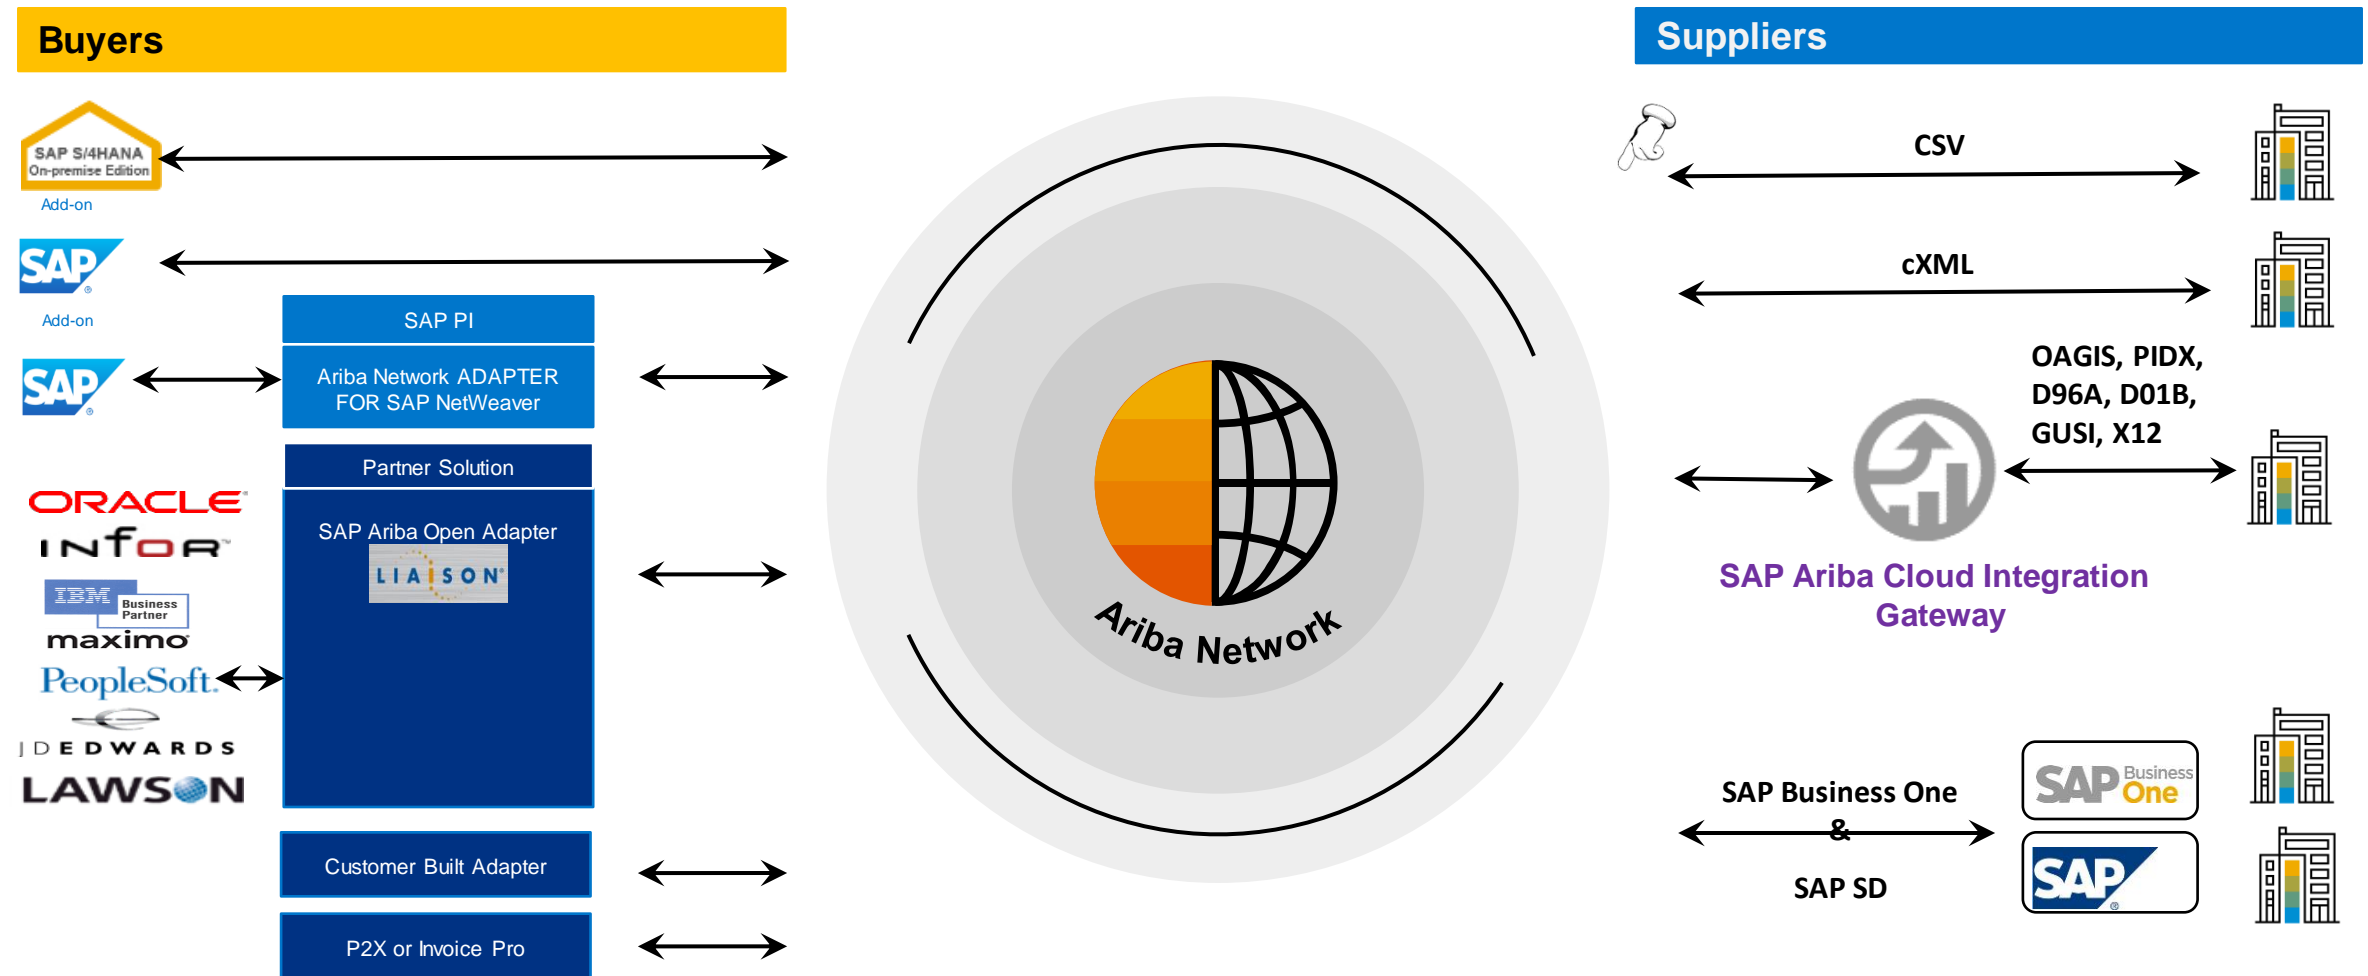 Buyers
SAP S/4HANA
On-premise Edition
Add-on
SAP
®
Add-on
SAP PI
SAP
®
Ariba Network ADAPTER
FOR SAP NetWeaver
Partner Solution
ORACLE®
infor™
IBM
Business
Partner
maximo
PeopleSoft.
JDEDWARDS
LAWSON
SAP Ariba Open Adapter
LIAISON®
Customer Built Adapter
P2X or Invoice Pro
Ariba Network
Suppliers
CSV
cXML
OAGIS, PIDX,
D96A, D01B,
GUSI, X12
SAP Ariba Cloud Integration
Gateway
SAP Business One
&
SAP SD
SAP Business
One
SAP
®